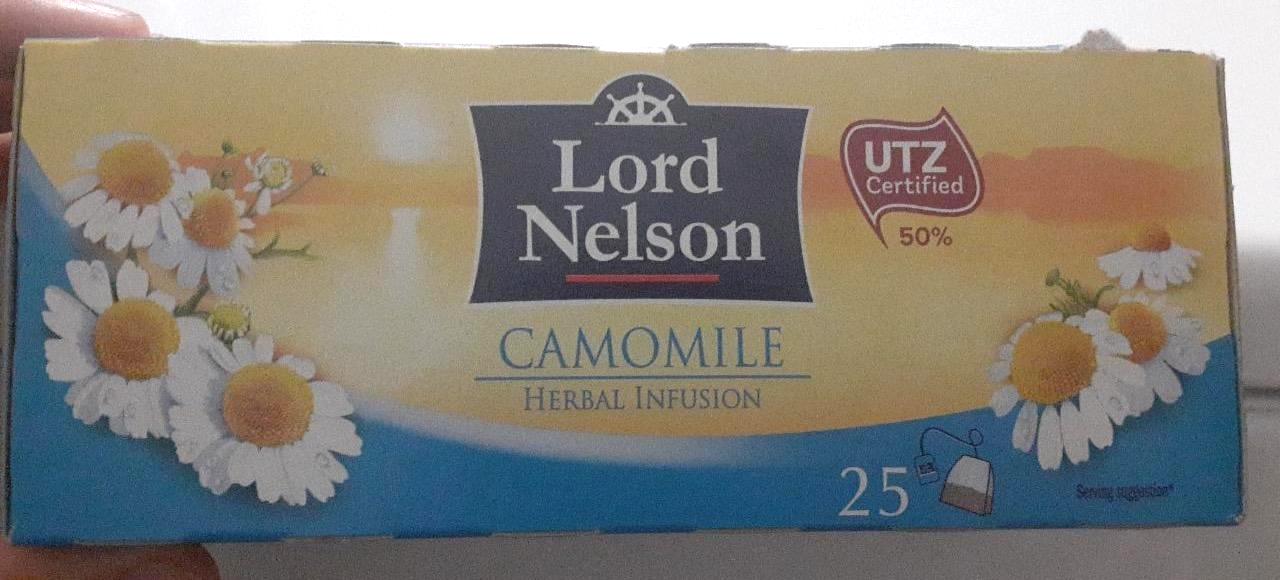 Lord
Nelson
UTZ
Certified
50%
CAMOMILE
HERBAL INFUSION
25
Serving suggestion*